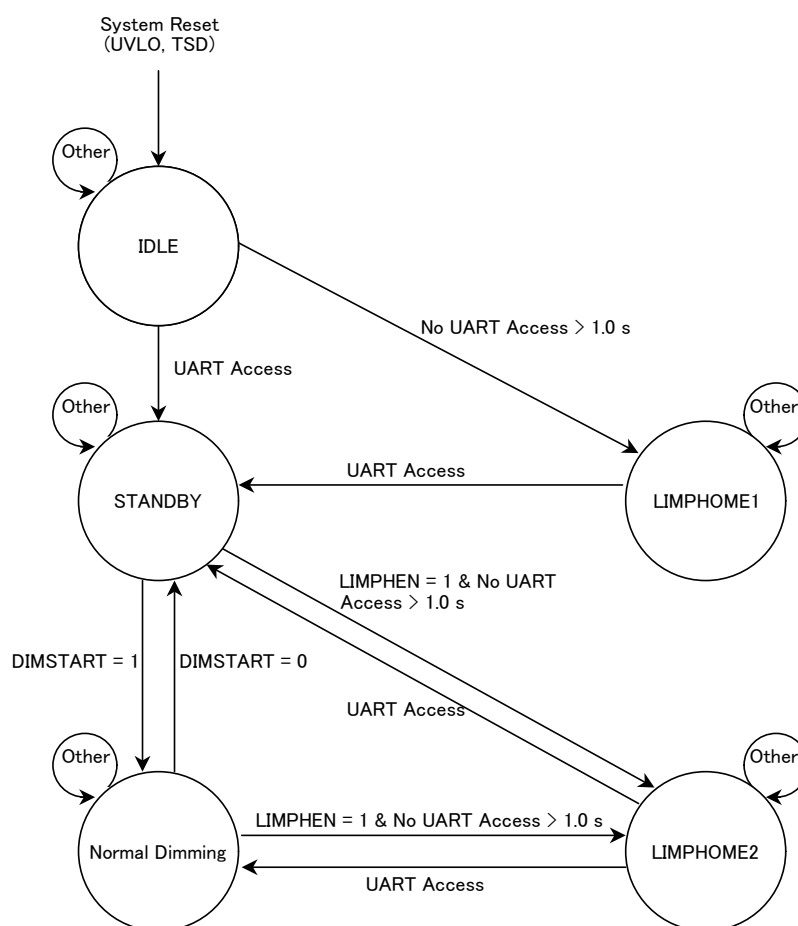 System Reset
(UVLO, TSD)
Other
IDLE
No UART Access > 1.0 s
UART Access
Other
Other
UART Access
STANDBY
LIMPHOME1
LIMPHEN = 1 & No UART
Access > 1.0 s
DIMSTART = 1
DIMSTART = 0
UART Access
Other
Other
LIMPHEN = 1 & No UART Access > 1.0 s
Normal Dimming
LIMPHOME2
UART Access